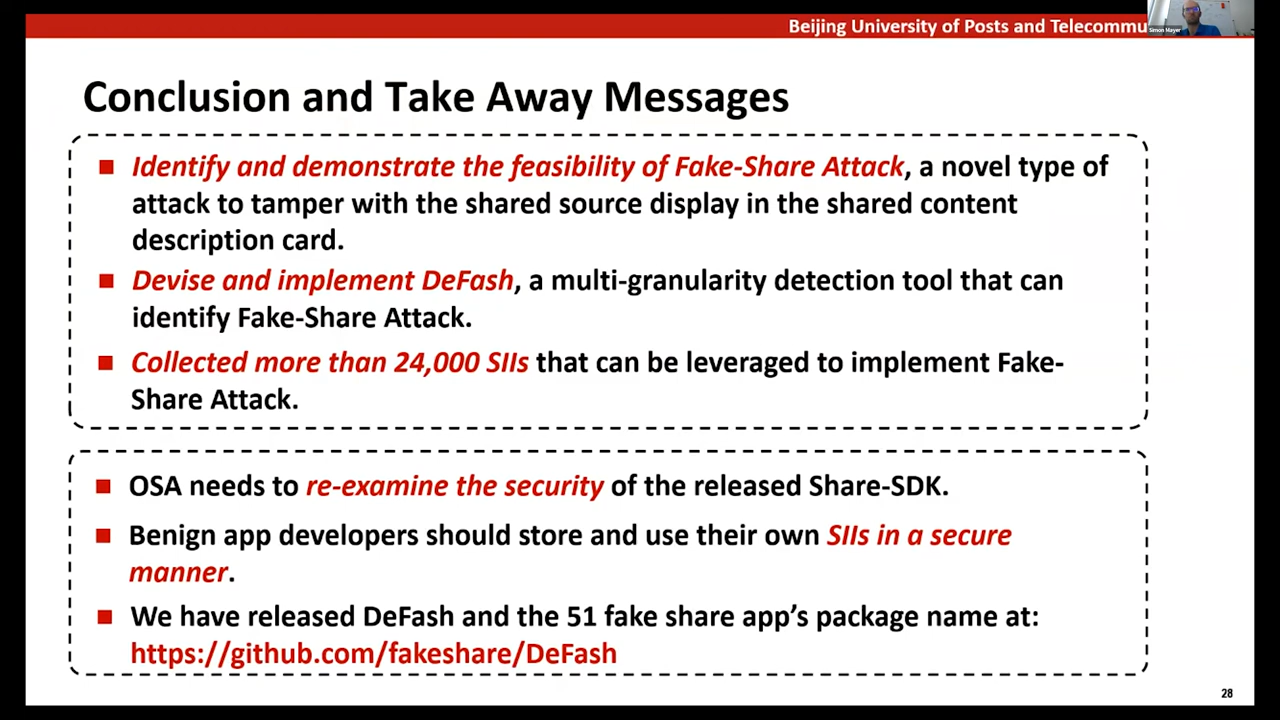 Beijing University of Posts and Telecommu
Simon Mayer
Conclusion and Take Away Messages
■ Identify and demonstrate the feasibility of Fake-Share Attack, a novel type of
attack to tamper with the shared source display in the shared content
description card.
■ Devise and implement DeFash, a multi-granularity detection tool that can
identify Fake-Share Attack.
■ Collected more than 24,000 SIIs that can be leveraged to implement Fake-
Share Attack.
■ OSA needs to re-examine the security of the released Share-SDK.
■ Benign app developers should store and use their own SIIs in a secure
manner.
■ We have released DeFash and the 51 fake share app's package name at:
https://github.com/fakeshare/DeFash
28